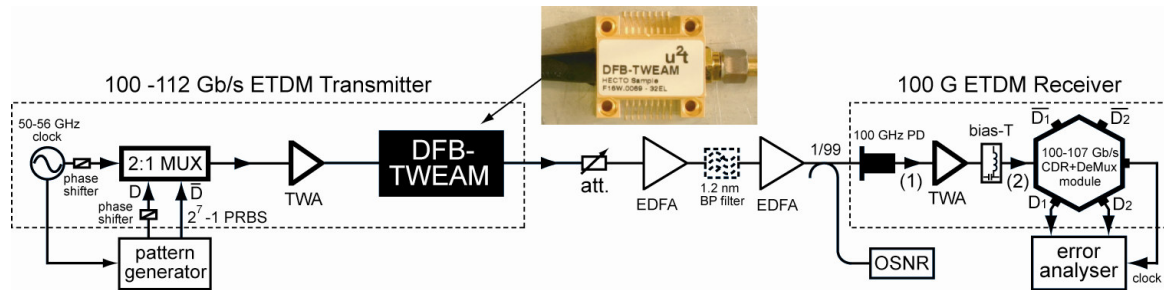 100 -112 Gb/s ETDM Transmitter
50-56 GHz
clock
phase
shifter
2:1 MUX
D
D̅
phase
shifter
2⁷ -1 PRBS
pattern
generator
TWA
DFB-
TWEAM
u²t
DFB-TWEAM
HECTO Sample
F16W.0069 - 32EL
att.
EDFA
1.2 nm
BP filter
EDFA
1/99
OSNR
100 G ETDM Receiver
100 GHz PD
(1)
TWA
bias-T
(2)
D̅1
D̅2
100-107 Gb/s
CDR+DeMux
module
D1
D2
error
analyser
clock